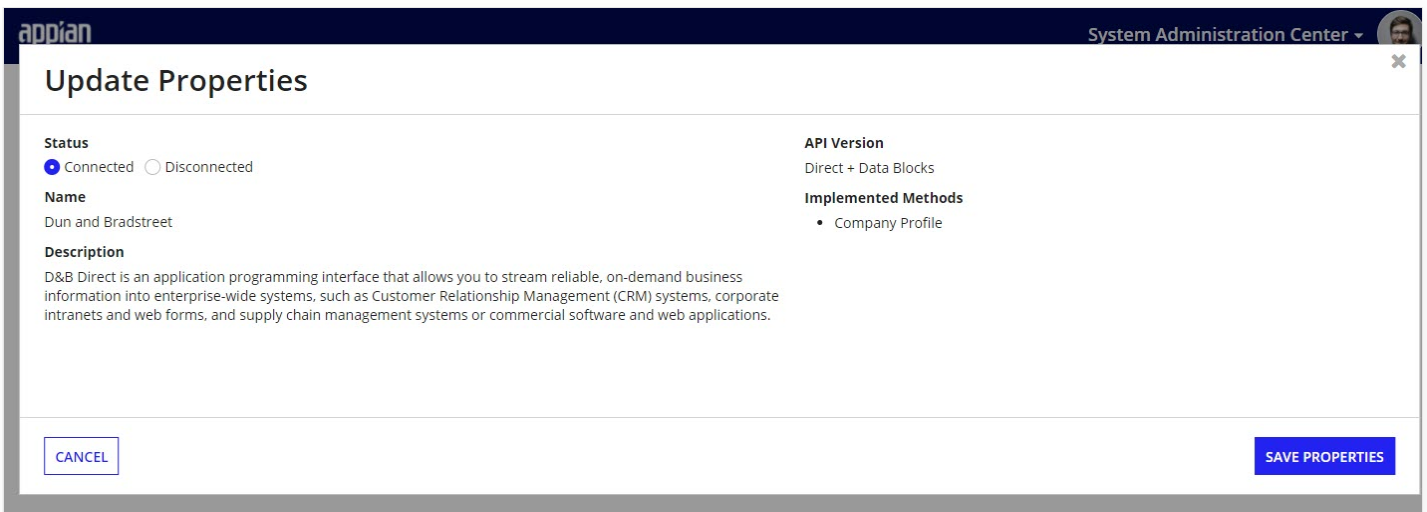 appian
System Administration Center
Update Properties
Status
Connected Disconnected
Name
Dun and Bradstreet
Description
D&B Direct is an application programming interface that allows you to stream reliable, on-demand business
information into enterprise-wide systems, such as Customer Relationship Management (CRM) systems, corporate
intranets and web forms, and supply chain management systems or commercial software and web applications.
API Version
Direct + Data Blocks
Implemented Methods
• Company Profile
CANCEL
SAVE PROPERTIES